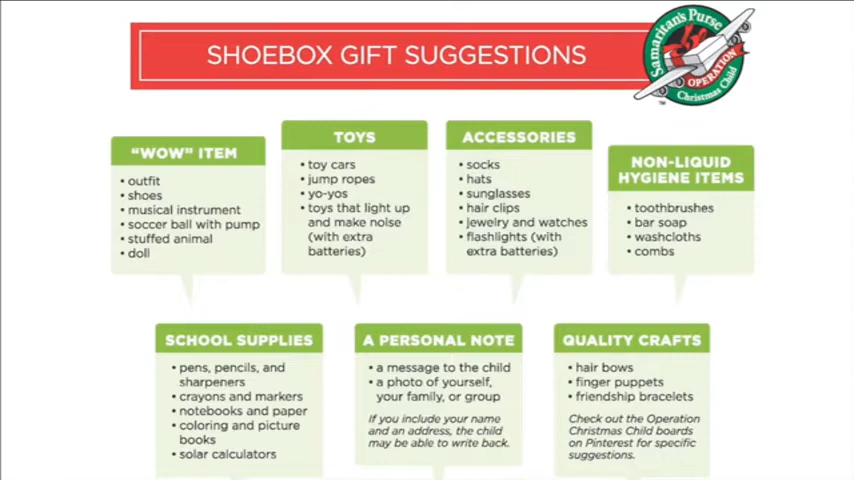 SHOEBOX GIFT SUGGESTIONS
Samaritan's Purse
OPERATION
Christmas Child
™
"WOW" ITEM
• outfit
• shoes
• musical instrument
• soccer ball with pump
• stuffed animal
• doll
TOYS
• toy cars
• jump ropes
• yo-yos
• toys that light up
and make noise
(with extra
batteries)
ACCESSORIES
• socks
• hats
• sunglasses
• hair clips
• jewelry and watches
• flashlights (with
extra batteries)
NON-LIQUID
HYGIENE ITEMS
• toothbrushes
• bar soap
• washcloths
• combs
SCHOOL SUPPLIES
• pens, pencils, and
sharpeners
• crayons and markers
• notebooks and paper
• coloring and picture
books
• solar calculators
A PERSONAL NOTE
• a message to the child
• a photo of yourself,
your family, or group
If you include your name
and an address, the child
may be able to write back.
QUALITY CRAFTS
• hair bows
• finger puppets
• friendship bracelets
Check out the Operation
Christmas Child boards
on Pinterest for specific
suggestions.